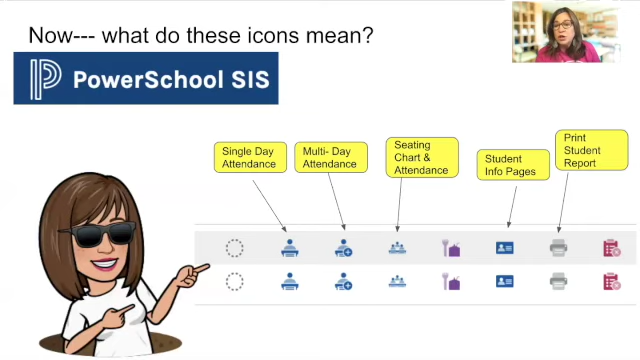 Now--- what do these icons mean?
PowerSchool SIS
Single Day
Attendance
Multi- Day
Attendance
Seating
Chart &
Attendance
Student
Info Pages
Print
Student
Report